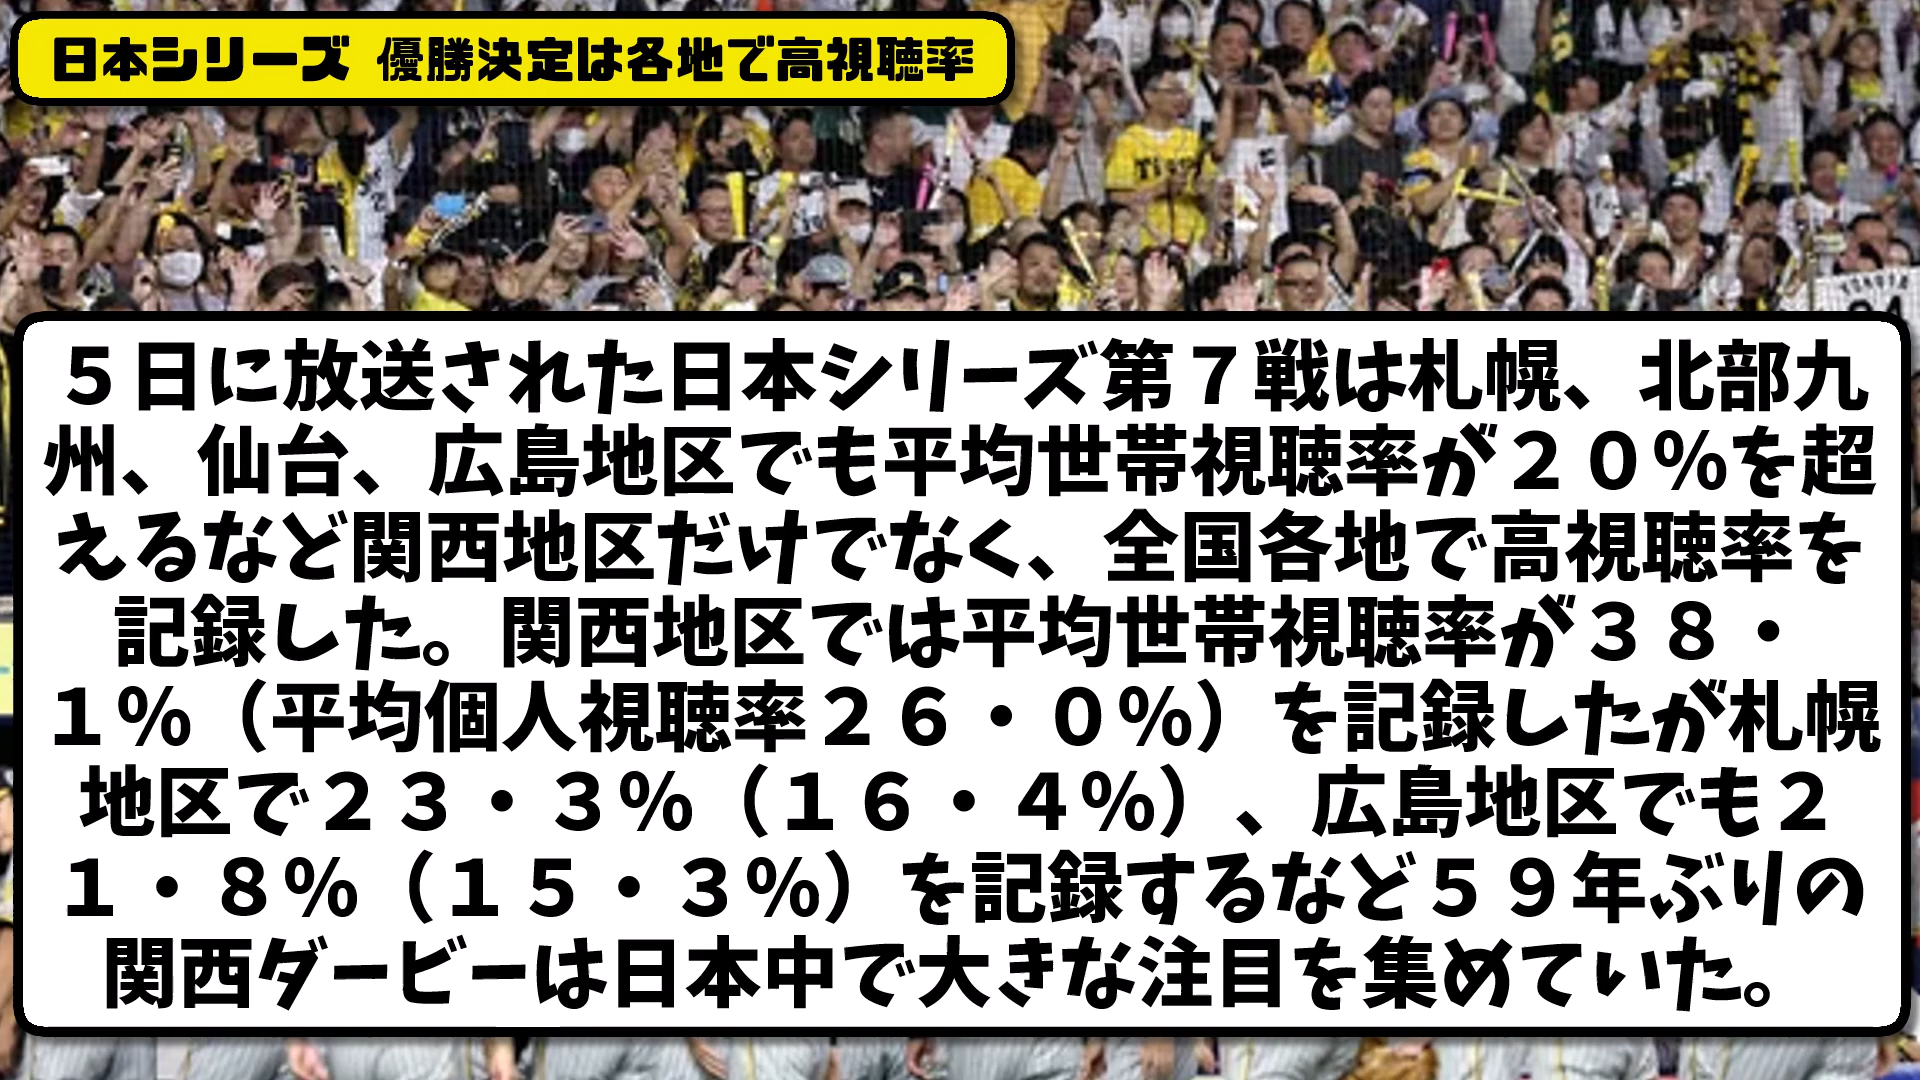 日本シリーズ 優勝決定は各地で高視聴率
Tigers
TORUTA
24
５日に放送された日本シリーズ第７戦は札幌、北部九
州、仙台、広島地区でも平均世帯視聴率が２０％を超
えるなど関西地区だけでなく、全国各地で高視聴率を
記録した。関西地区では平均世帯視聴率が３８・
１％（平均個人視聴率２６・０％）を記録したが札幌
地区で２３・３％（１６・４％）、広島地区でも２
１・８％（１５・３％）を記録するなど５９年ぶりの
関西ダービーは日本中で大きな注目を集めていた。